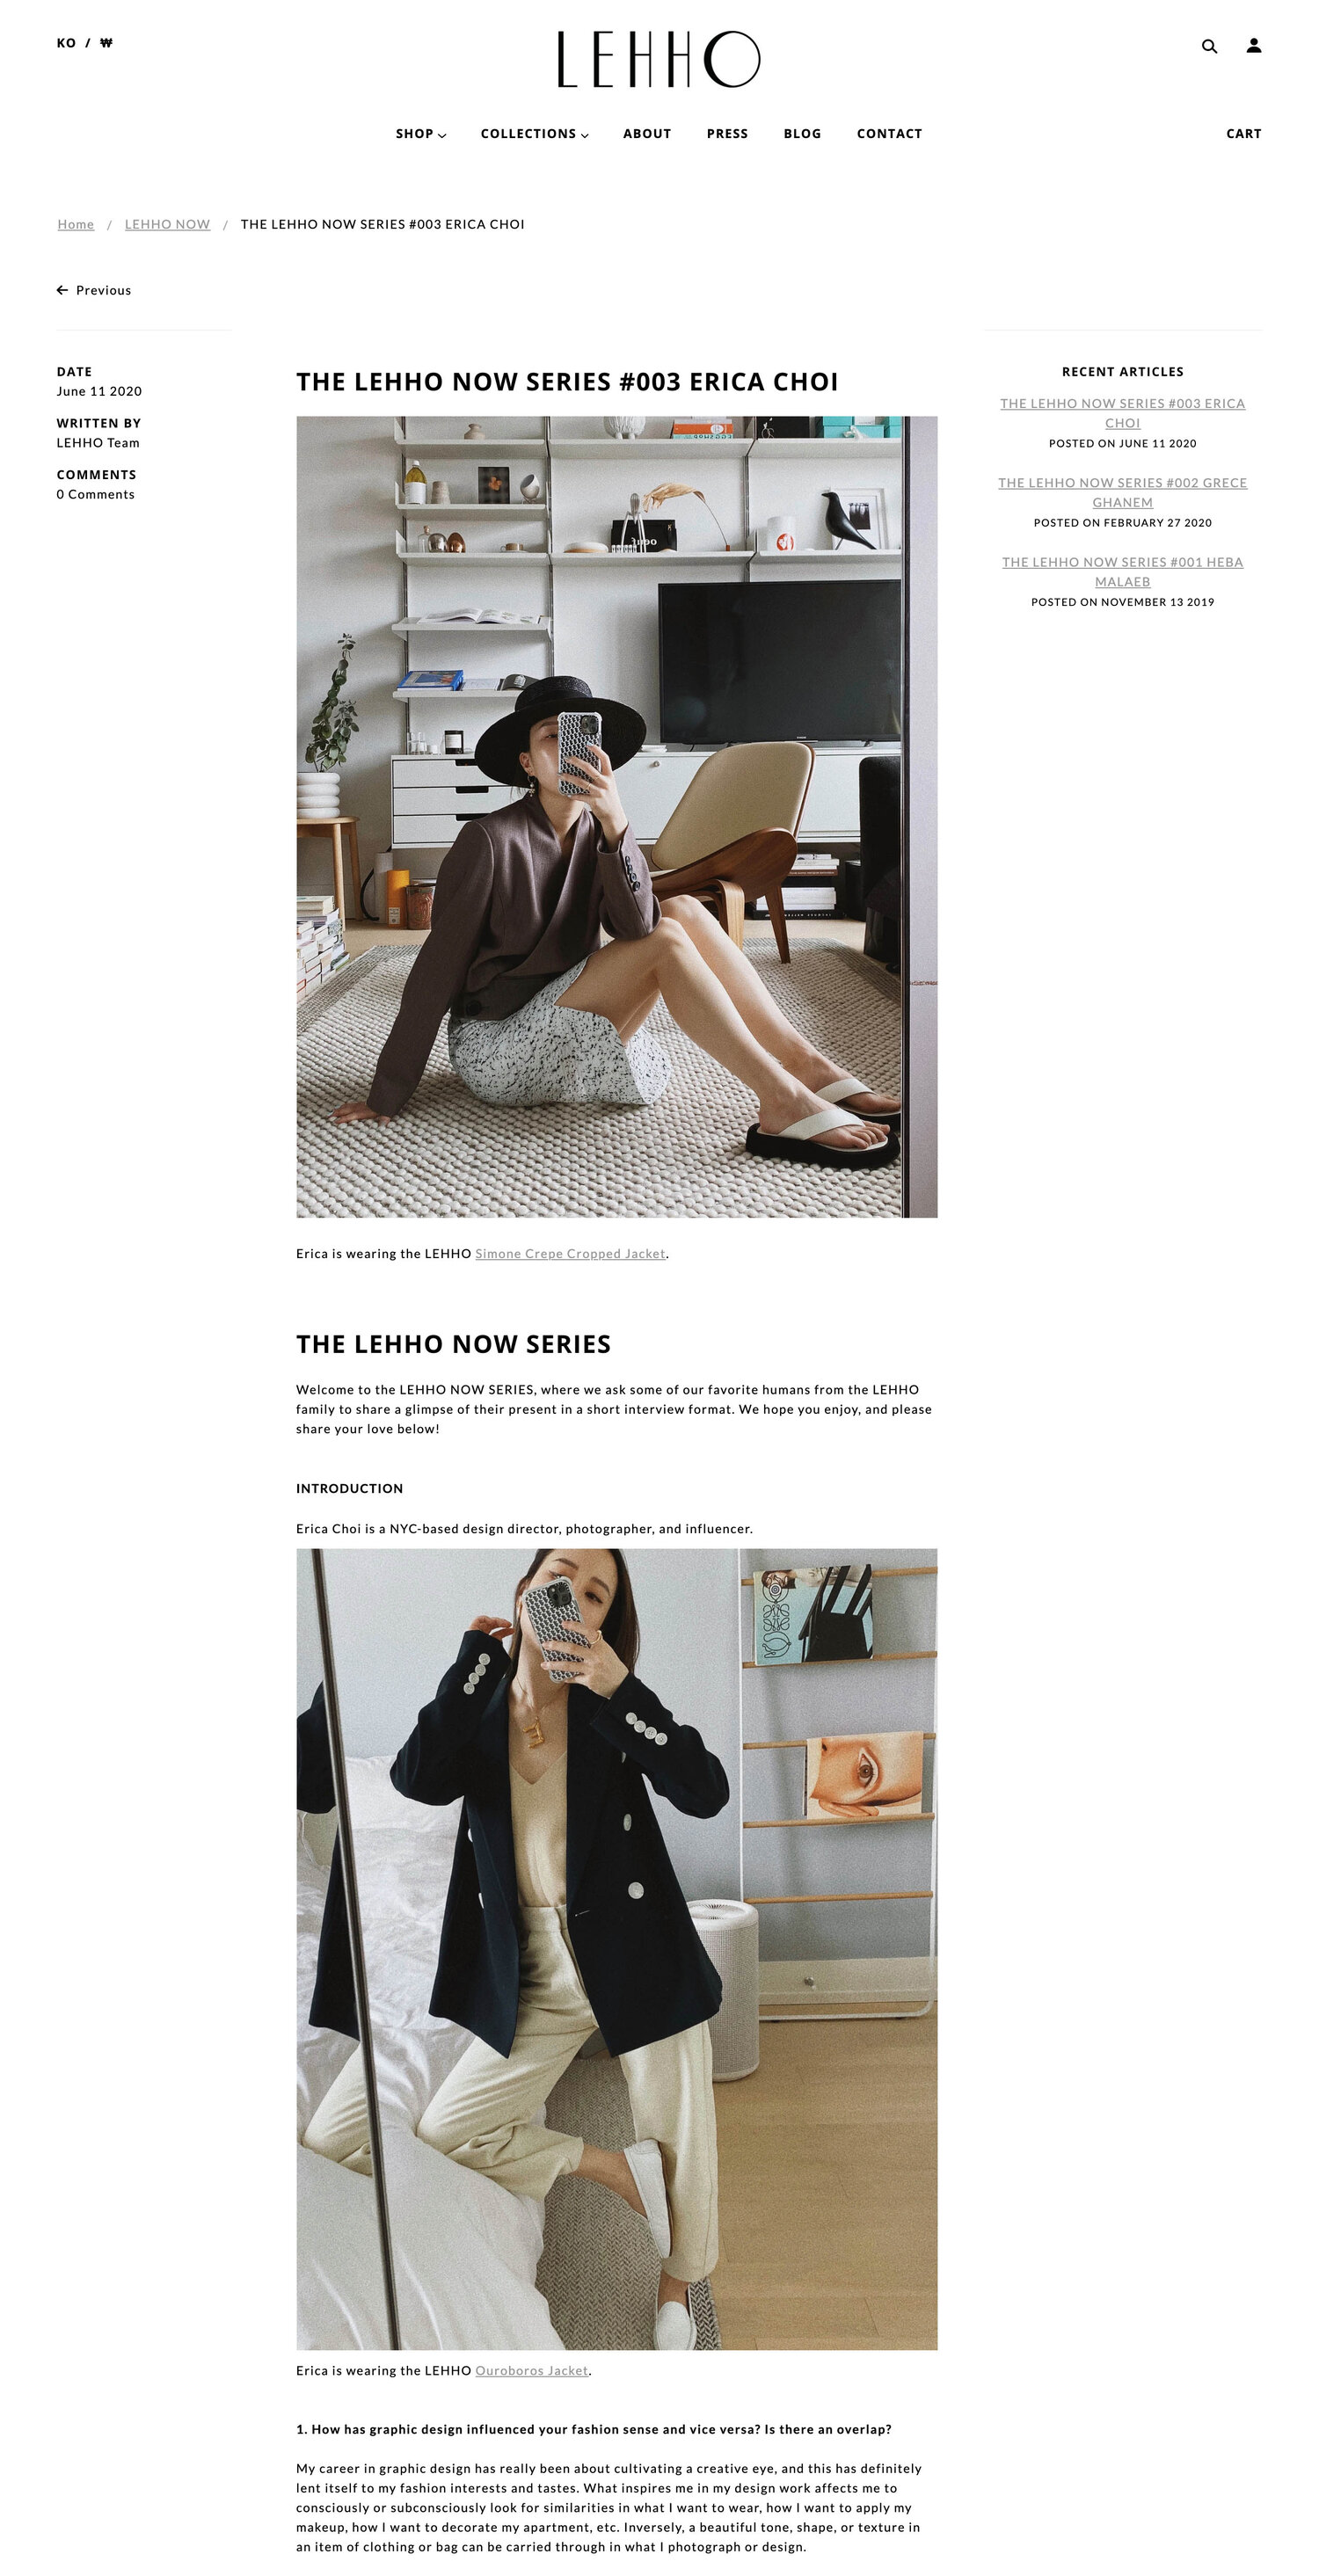 KO / ₩
LEHHO
SHOP
COLLECTIONS
ABOUT
PRESS
BLOG
CONTACT
CART
Home / LEHHO NOW / THE LEHHO NOW SERIES #003 ERICA CHOI
Previous
DATE
June 11 2020
WRITTEN BY
LEHHO Team
COMMENTS
0 Comments
THE LEHHO NOW SERIES #003 ERICA CHOI
Erica is wearing the LEHHO Simone Crepe Cropped Jacket.
THE LEHHO NOW SERIES
Welcome to the LEHHO NOW SERIES, where we ask some of our favorite humans from the LEHHO
family to share a glimpse of their present in a short interview format. We hope you enjoy, and please
share your love below!
INTRODUCTION
Erica Choi is a NYC-based design director, photographer, and influencer.
Erica is wearing the LEHHO Ouroboros Jacket.
1. How has graphic design influenced your fashion sense and vice versa? Is there an overlap?
My career in graphic design has really been about cultivating a creative eye, and this has definitely
lent itself to my fashion interests and tastes. What inspires me in my design work affects me to
consciously or subconsciously look for similarities in what I want to wear, how I want to apply my
makeup, how I want to decorate my apartment, etc. Inversely, a beautiful tone, shape, or texture in
an item of clothing or bag can be carried through in what I photograph or design.
RECENT ARTICLES
THE LEHHO NOW SERIES #003 ERICA
CHOI
POSTED ON JUNE 11 2020
THE LEHHO NOW SERIES #002 GRECE
GHANEM
POSTED ON FEBRUARY 27 2020
THE LEHHO NOW SERIES #001 HEBA
MALAEB
POSTED ON NOVEMBER 13 2019